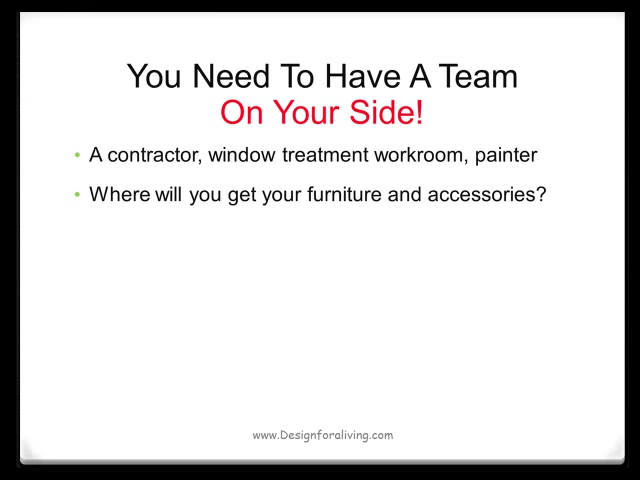 You Need To Have A Team
On Your Side!
• A contractor, window treatment workroom, painter
• Where will you get your furniture and accessories?
www.Designforaliving.com